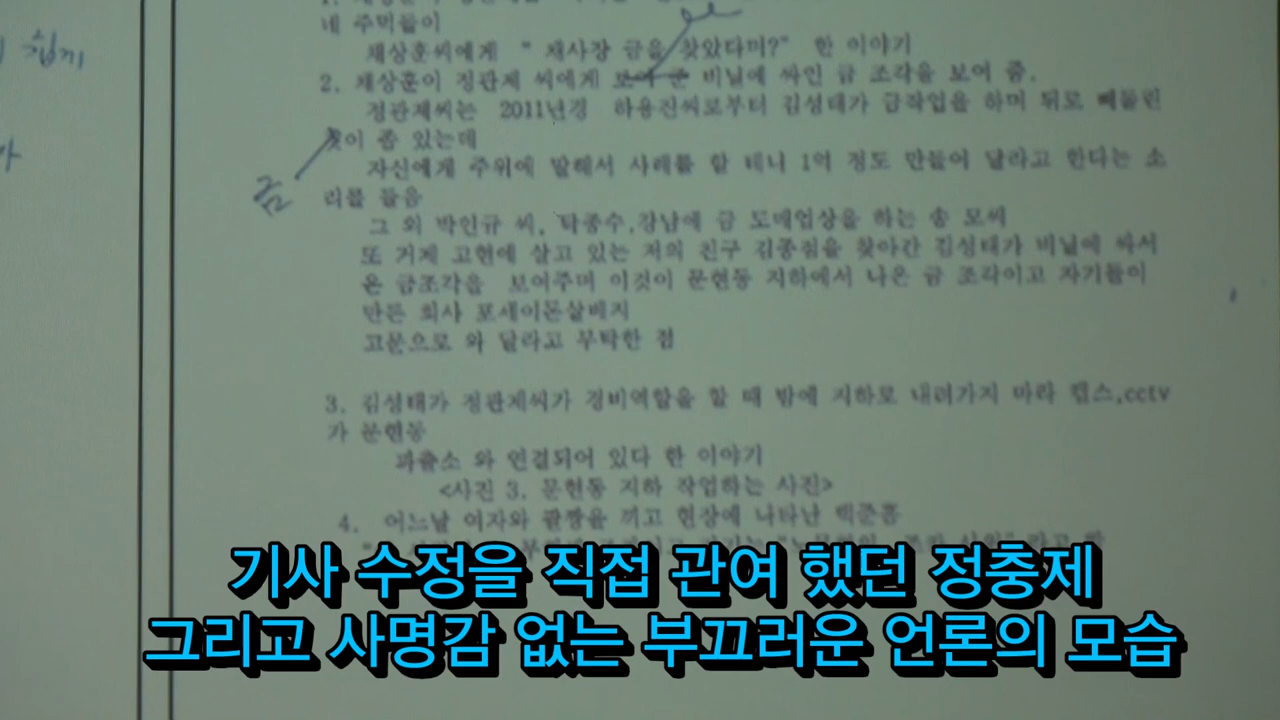 네 주먹들이
채상훈씨에게 " 채사장 금을 찾았다며?" 한 이야기
2. 채상훈이 정관제 씨에게 보여 준 비닐에 싸인 금 조각을 보여 줌.
정관제씨는 2011년경 하용진씨로부터 김성태가 금작업을 하며 뒤로 빼돌린
것이 좀 있는데
금
자신에게 주위에 말해서 사례를 할 테니 1억 정도 만들어 달라고 한다는 소
리를 들음
그 외 박인규 씨, 탁종수,강남에 금 도매업상을 하는 송 모씨
또 거제 고현에 살고 있는 저의 친구 김종점을 찾아간 김성태가 비닐에 싸서
온 금조각을 보여주며 이것이 문현동 지하에서 나온 금 조각이고 자기들이
만든 회사 포세이돈살베지
고문으로 와 달라고 부탁한 점
3. 김성태가 정관제씨가 경비역할을 할 때 밤에 지하로 내려가지 마라 캡스,cctv
가 문현동
파출소 와 연결되어 있다 한 이야기
<사진 3. 문현동 지하 작업하는 사진>
4. 어느날 여자와 팔짱을 끼고 현장에 나타난 백준흠
기사 수정을 직접 관여 했던 정충제
그리고 사명감 없는 부끄러운 언론의 모습